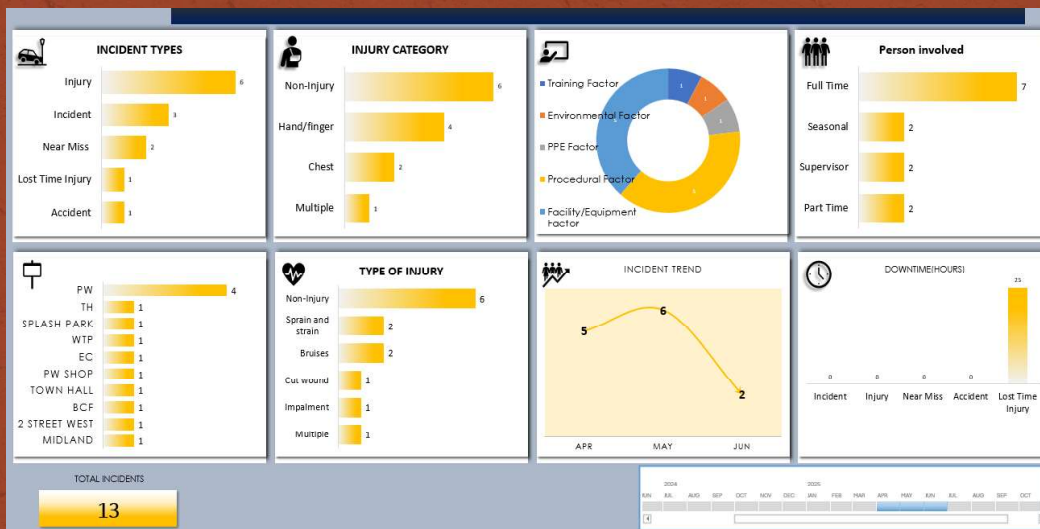 INCIDENT TYPES
Injury 6
Incident 3
Near Miss 2
Lost Time Injury 1
Accident 1
INJURY CATEGORY
Non-Injury 6
Hand/finger 4
Chest 2
Multiple 1
Training Factor
Environmental Factor
PPE Factor
Procedural Factor
Facility/Equipment
Factor
1
1
1
5
Person involved
Full Time 7
Seasonal 2
Supervisor 2
Part Time 2
PW 4
TH 1
SPLASH PARK 1
WTP 1
EC 1
PW SHOP 1
TOWN HALL 1
BCF 1
2 STREET WEST 1
MIDLAND 1
TYPE OF INJURY
Non-Injury 6
Sprain and
strain 2
Bruises 2
Cut wound 1
Impalment 1
Multiple 1
INCIDENT TREND
5
6
2
APR MAY JUN
DOWNTIME(HOURS)
25
0 0 0 0
Incident Injury Near Miss Accident Lost Time
Injury
TOTAL INCIDENTS
13
2024 2025
JUN JUL AUG SEP OCT NOV DEC JAN FEB MAR APR MAY JUN JUL AUG SEP OCT